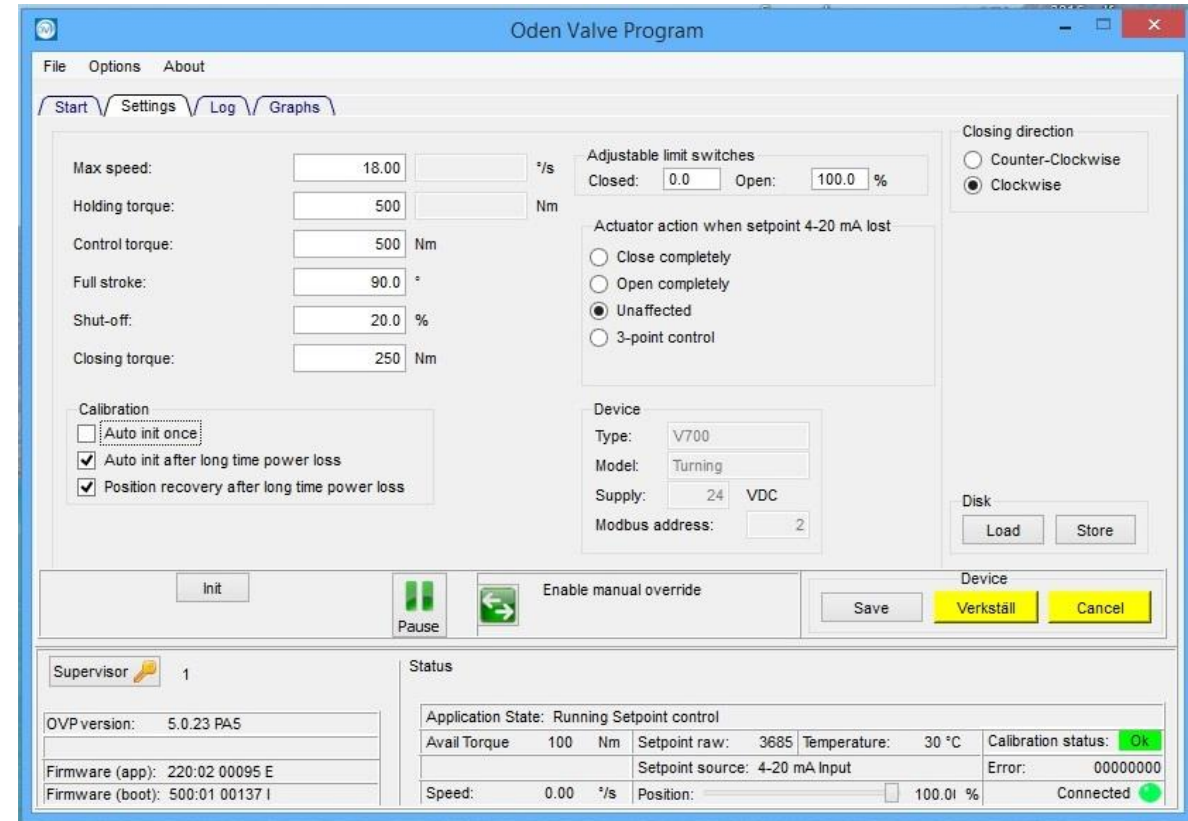 Oden Valve Program
File Options About
Start Settings Log Graphs
Max speed: 18.00 °/s
Holding torque: 500 Nm
Control torque: 500 Nm
Full stroke: 90.0 °
Shut-off: 20.0 %
Closing torque: 250 Nm
Calibration
Auto init once
Auto init after long time power loss
Position recovery after long time power loss
Adjustable limit switches
Closed: 0.0 Open: 100.0 %
Actuator action when setpoint 4-20 mA lost
Close completely
Open completely
Unaffected
3-point control
Device
Type: V700
Model: Turning
Supply: 24 VDC
Modbus address: 2
Closing direction
Counter-Clockwise
Clockwise
Disk
Load Store
Init
Pause
Enable manual override
Device
Save Verkställ Cancel
Supervisor 1
OVP version: 5.0.23 PA5
Firmware (app): 220:02 00095 E
Firmware (boot): 500:01 00137 I
Status
Application State: Running Setpoint control
Avail Torque 100 Nm Setpoint raw: 3685 Temperature: 30 °C Calibration status: Ok
Setpoint source: 4-20 mA Input Error: 00000000
Speed: 0.00 °/s Position: 100.0 % Connected